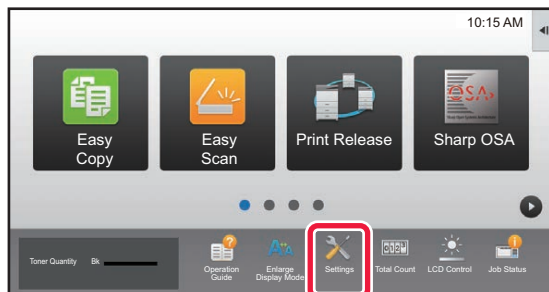 10:15 AM
Easy
Copy
Easy
Scan
Print Release
OSA
Sharp OSA
Toner Quantity Bk
Operation
Guide
Enlarge
Display Mode
Settings
Total Count
LCD Control
Job Status